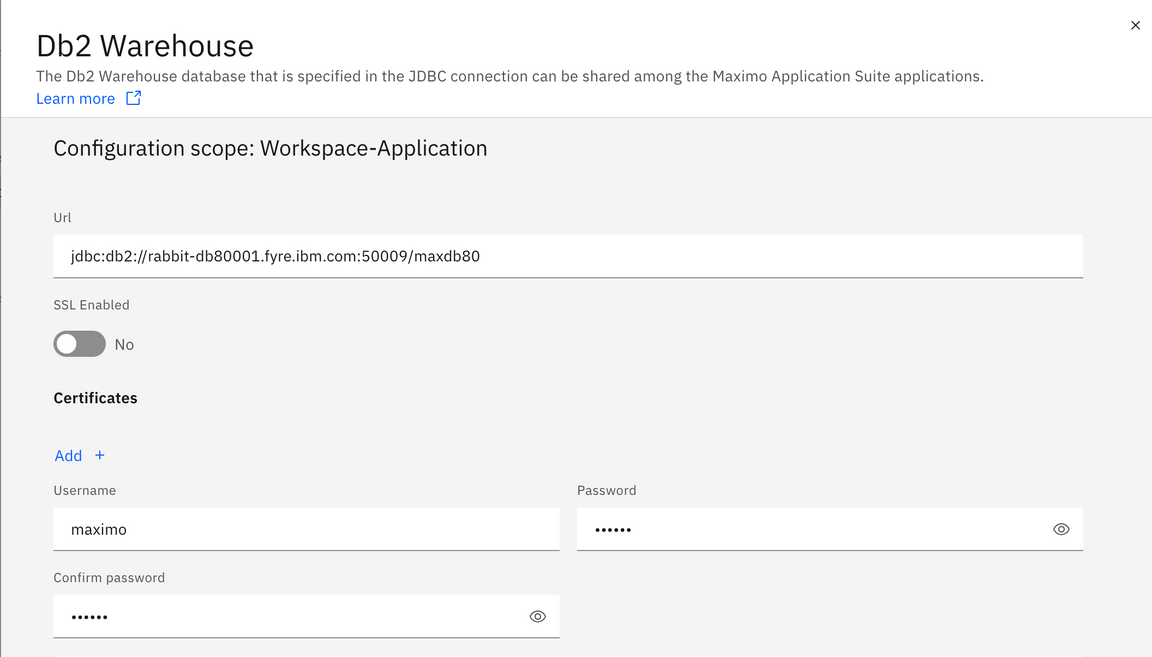 Db2 Warehouse
The Db2 Warehouse database that is specified in the JDBC connection can be shared among the Maximo Application Suite applications.
Learn more
Configuration scope: Workspace-Application
Url
jdbc:db2://rabbit-db80001.fyre.ibm.com:50009/maxdb80
SSL Enabled
No
Certificates
Add +
Username
Password
maximo
••••••
Confirm password
••••••